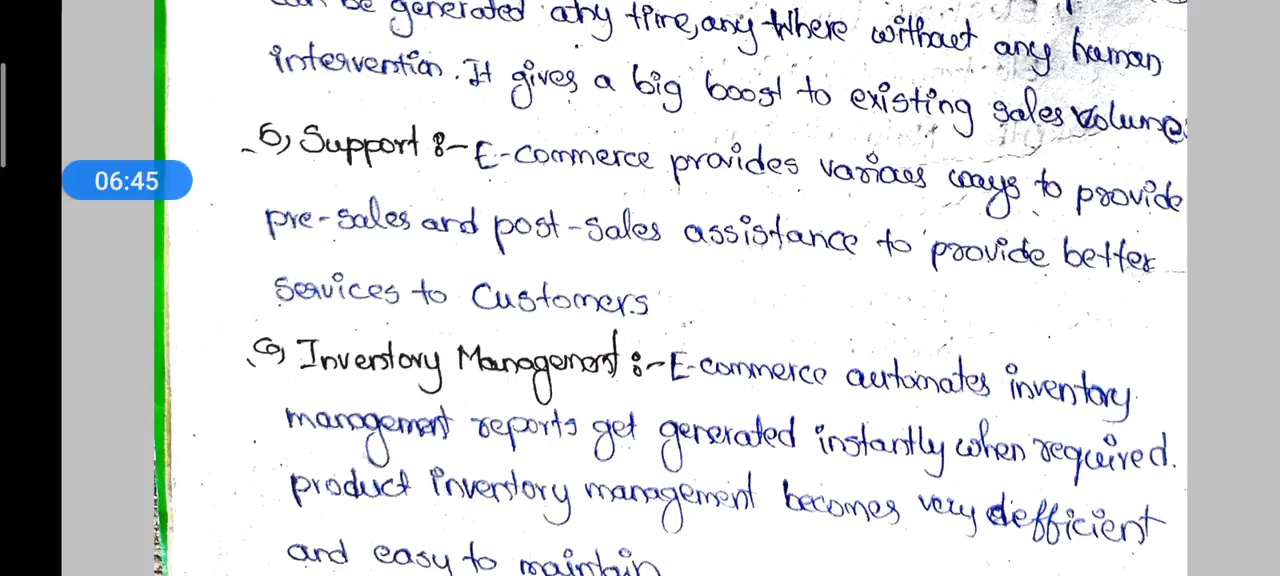 can be generated any time, any where without any human
intervention. It gives a big boost to existing sales volume.
5) Support :- E-commerce provides various ways to provide
06:45
pre-sales and post-sales assistance to provide better
services to customers
6) Inventory Management :- E-commerce automates inventory
management reports get generated instantly when required.
product inventory management becomes very efficient
and easy to maintain